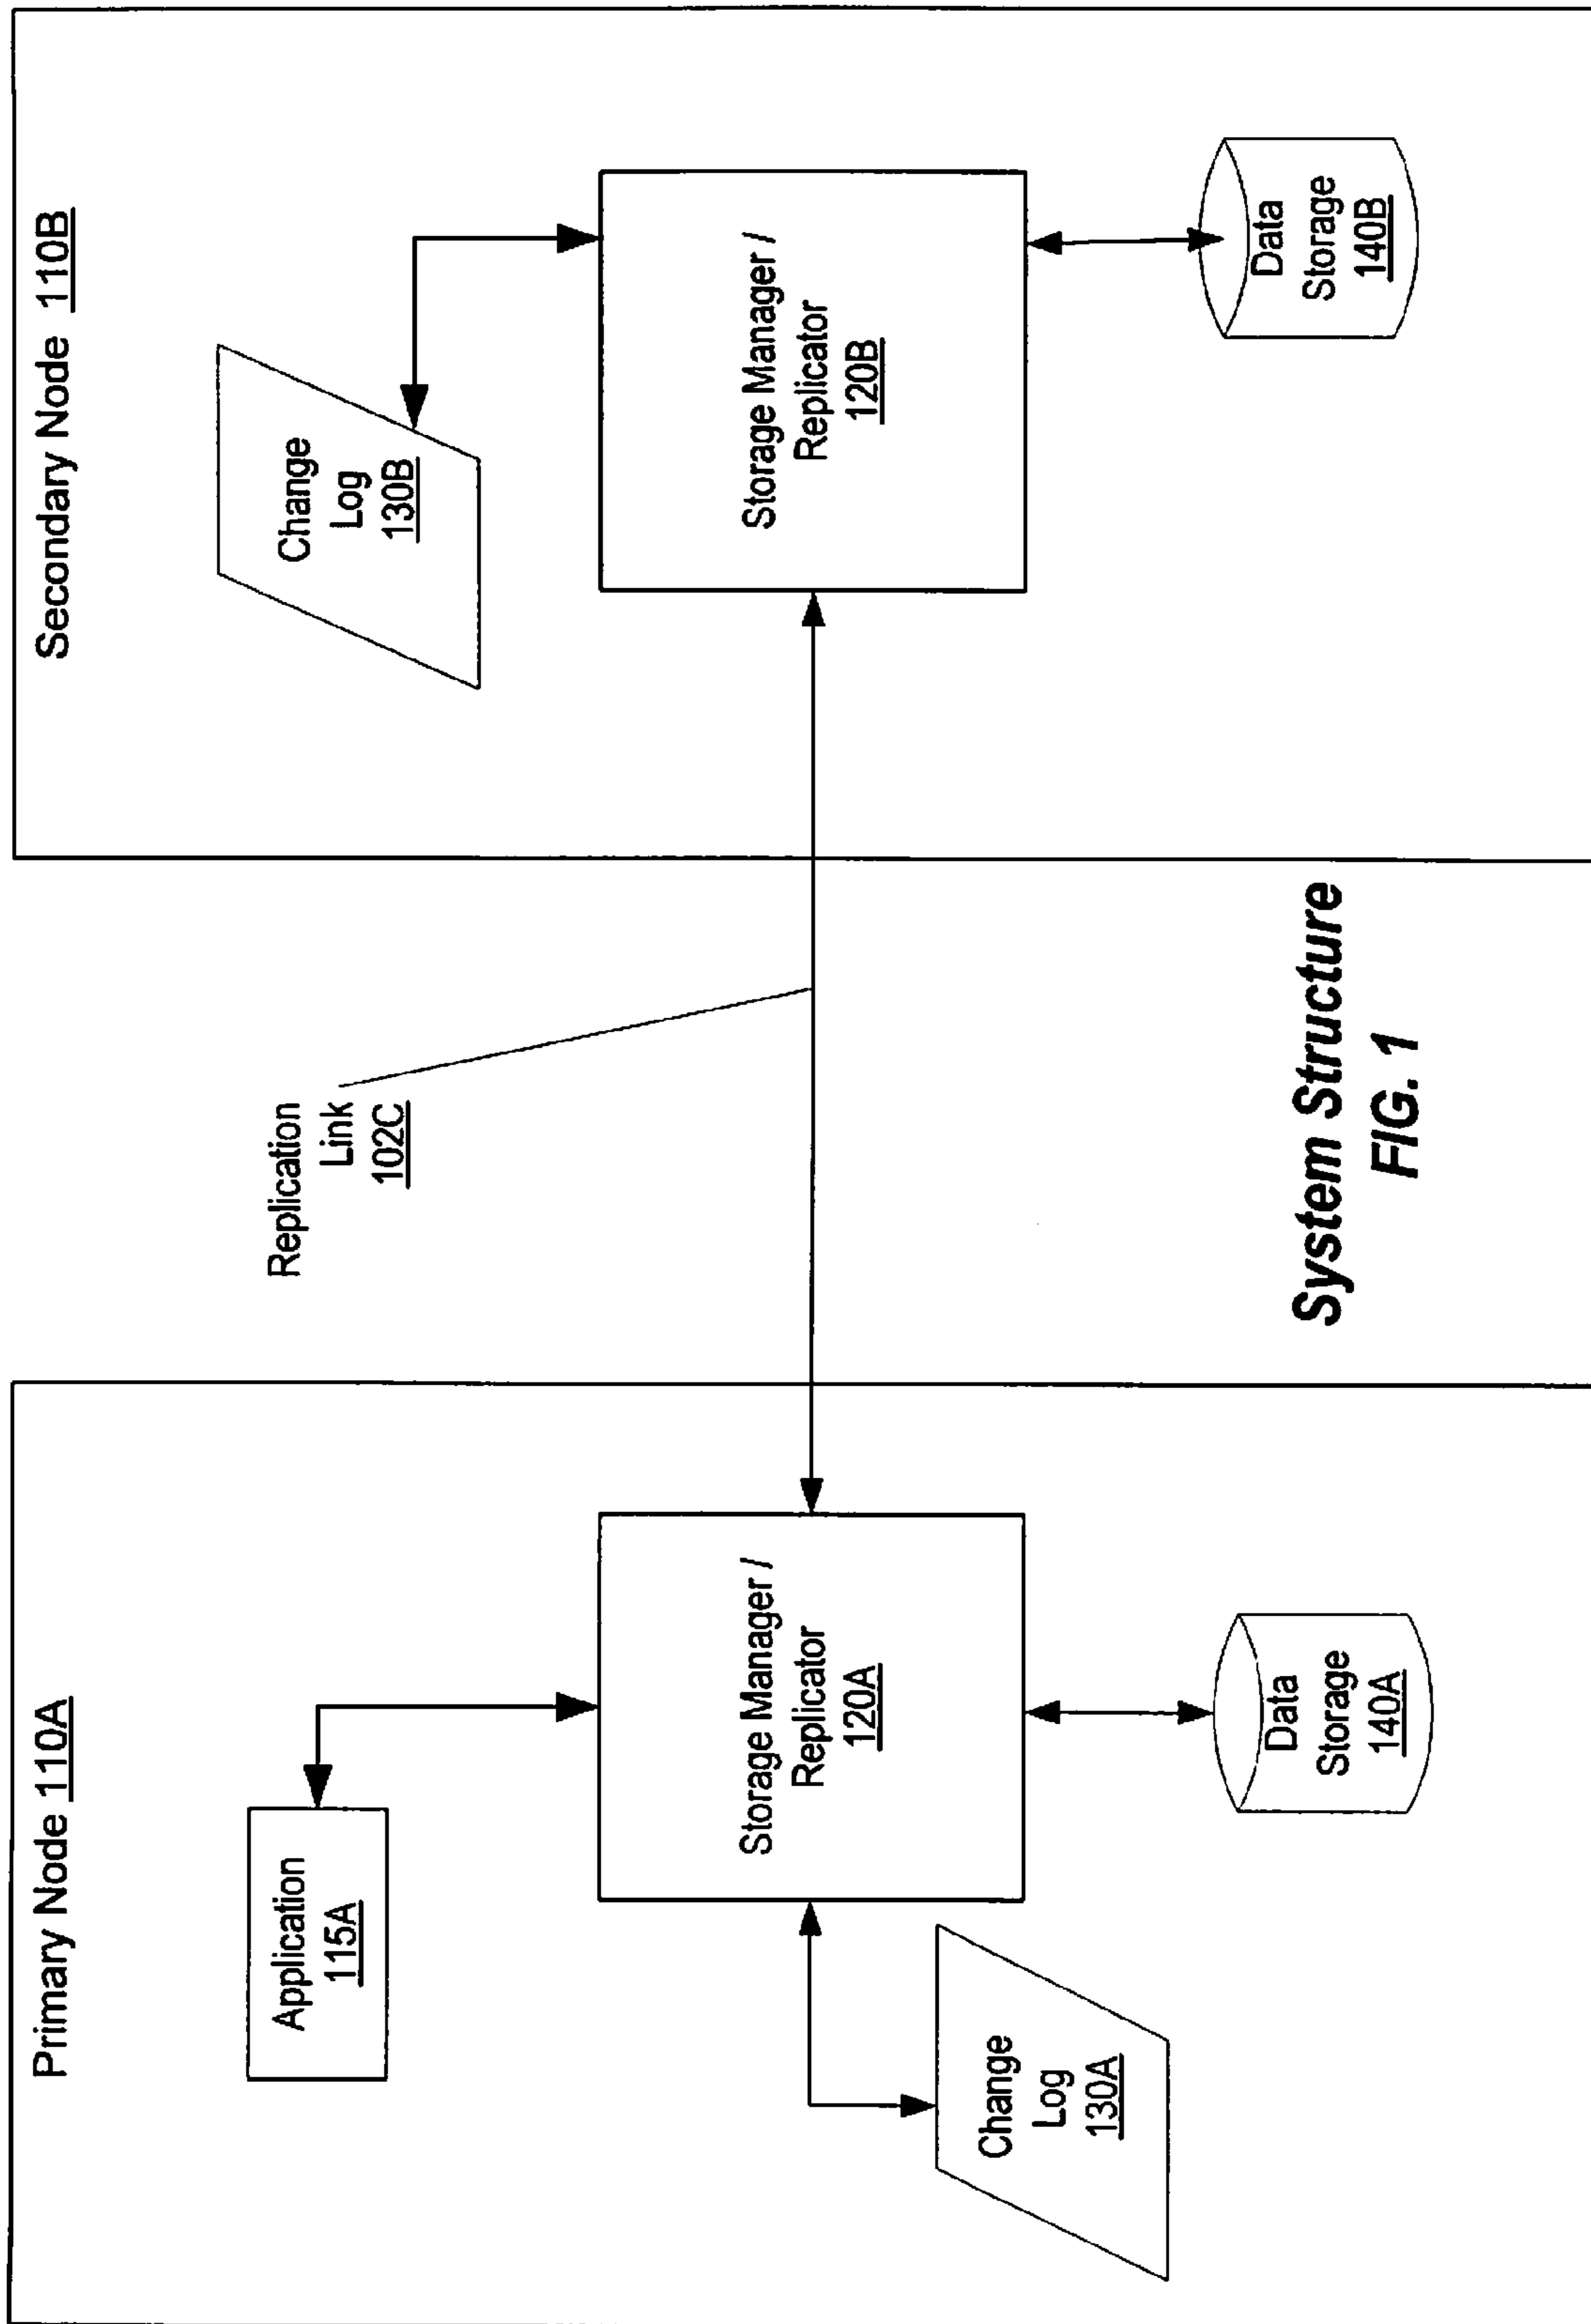 Primary Node 110A
Application
115A
Storage Manager /
Replicator
120A
Change
Log
130A
Data
Storage
140A
Replication
Link
102C
Secondary Node 110B
Change
Log
130B
Storage Manager /
Replicator
120B
Data
Storage
140B
System Structure
FIG. 1